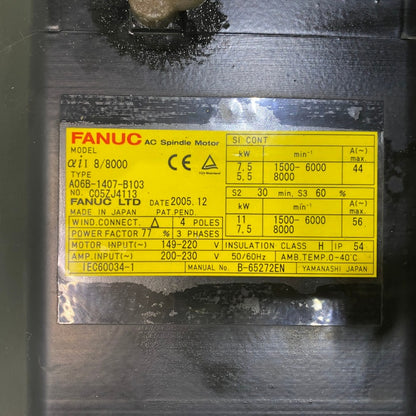 FANUC AC Spindle Motor
MODEL
αiI 8/8000
TYPE
A06B-1407-B103
NO. C05ZJ4113
FANUC LTD DATE 2005.12
MADE IN JAPAN PAT.PEND.
WIND.CONNECT. △ 4 POLES
POWER FACTOR 77 % 3 PHASES
MOTOR INPUT(~) 149-220 V
AMP.INPUT(~) 200-230 V
IEC60034-1
S1 CONT
kW min⁻¹ A(~) max.
7,5 1500-6000 44
5,5 8000
S2 30 min, S3 60 %
kW min⁻¹ A(~) max.
11 1500-6000 56
7,5 8000
INSULATION CLASS H IP 54
50/60Hz AMB.TEMP.0-40°C
MANUAL No. B-65272EN YAMANASHI JAPAN